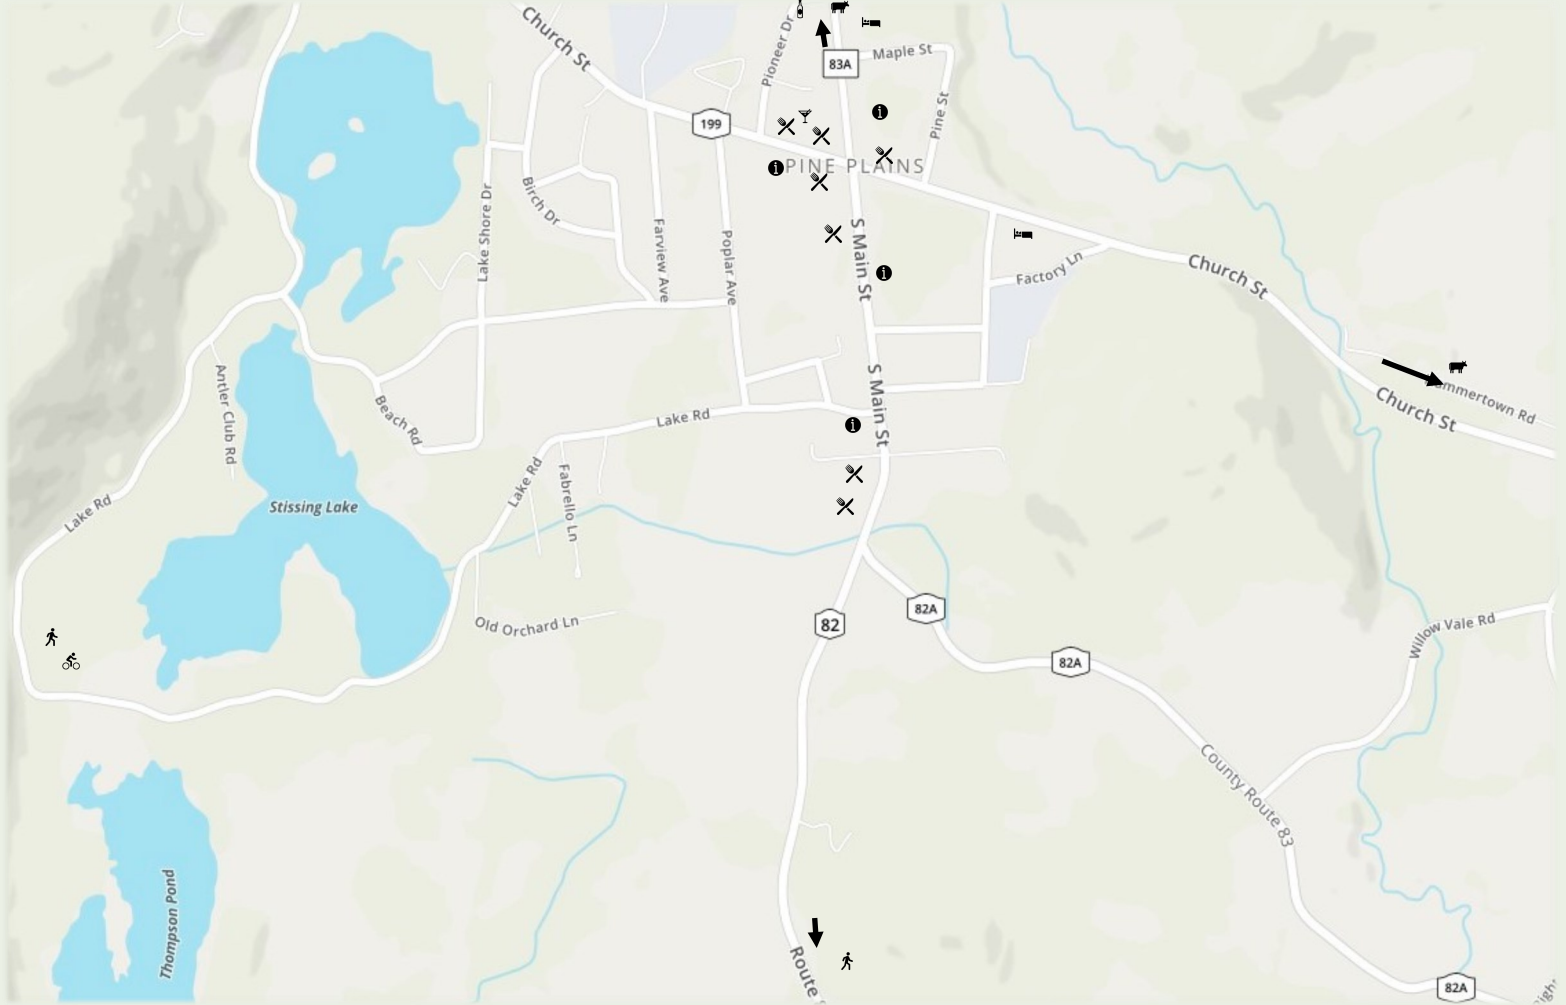 Church St
Pioneer Dr
83A
Maple St
199
Pine St
PINE PLAINS
Birch Dr
Lake Shore Dr
Farview Ave
Poplar Ave
S Main St
Factory Ln
Church St
Antler Club Rd
Beach Rd
S Main St
Lake Rd
Church St
Lake Rd
Lake Rd
Fabrello Ln
Stissing Lake
Old Orchard Ln
82
82A
82A
Willow Vale Rd
County Route 83
Thompson Pond
Route
82A